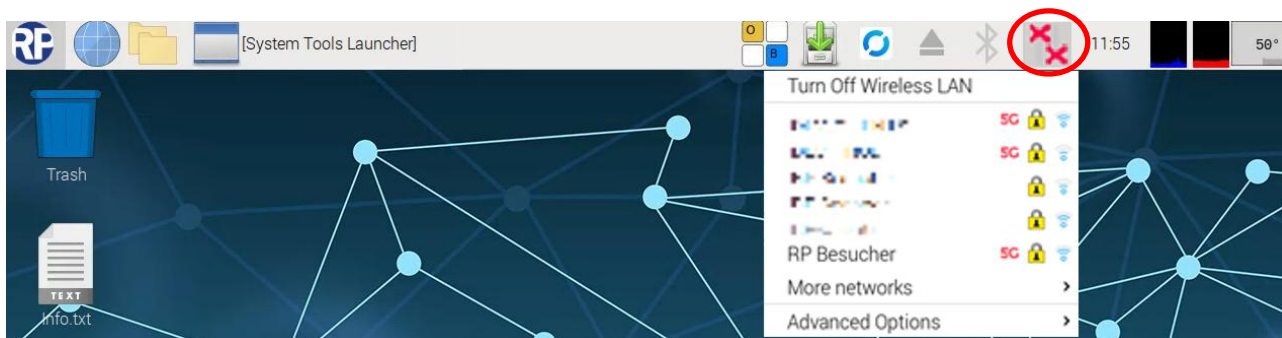 RP
[System Tools Launcher]
O
B
11:55
50°
Turn Off Wireless LAN
5G
5G
RP Besucher 5G
More networks
Advanced Options
Trash
TEXT
Info.txt